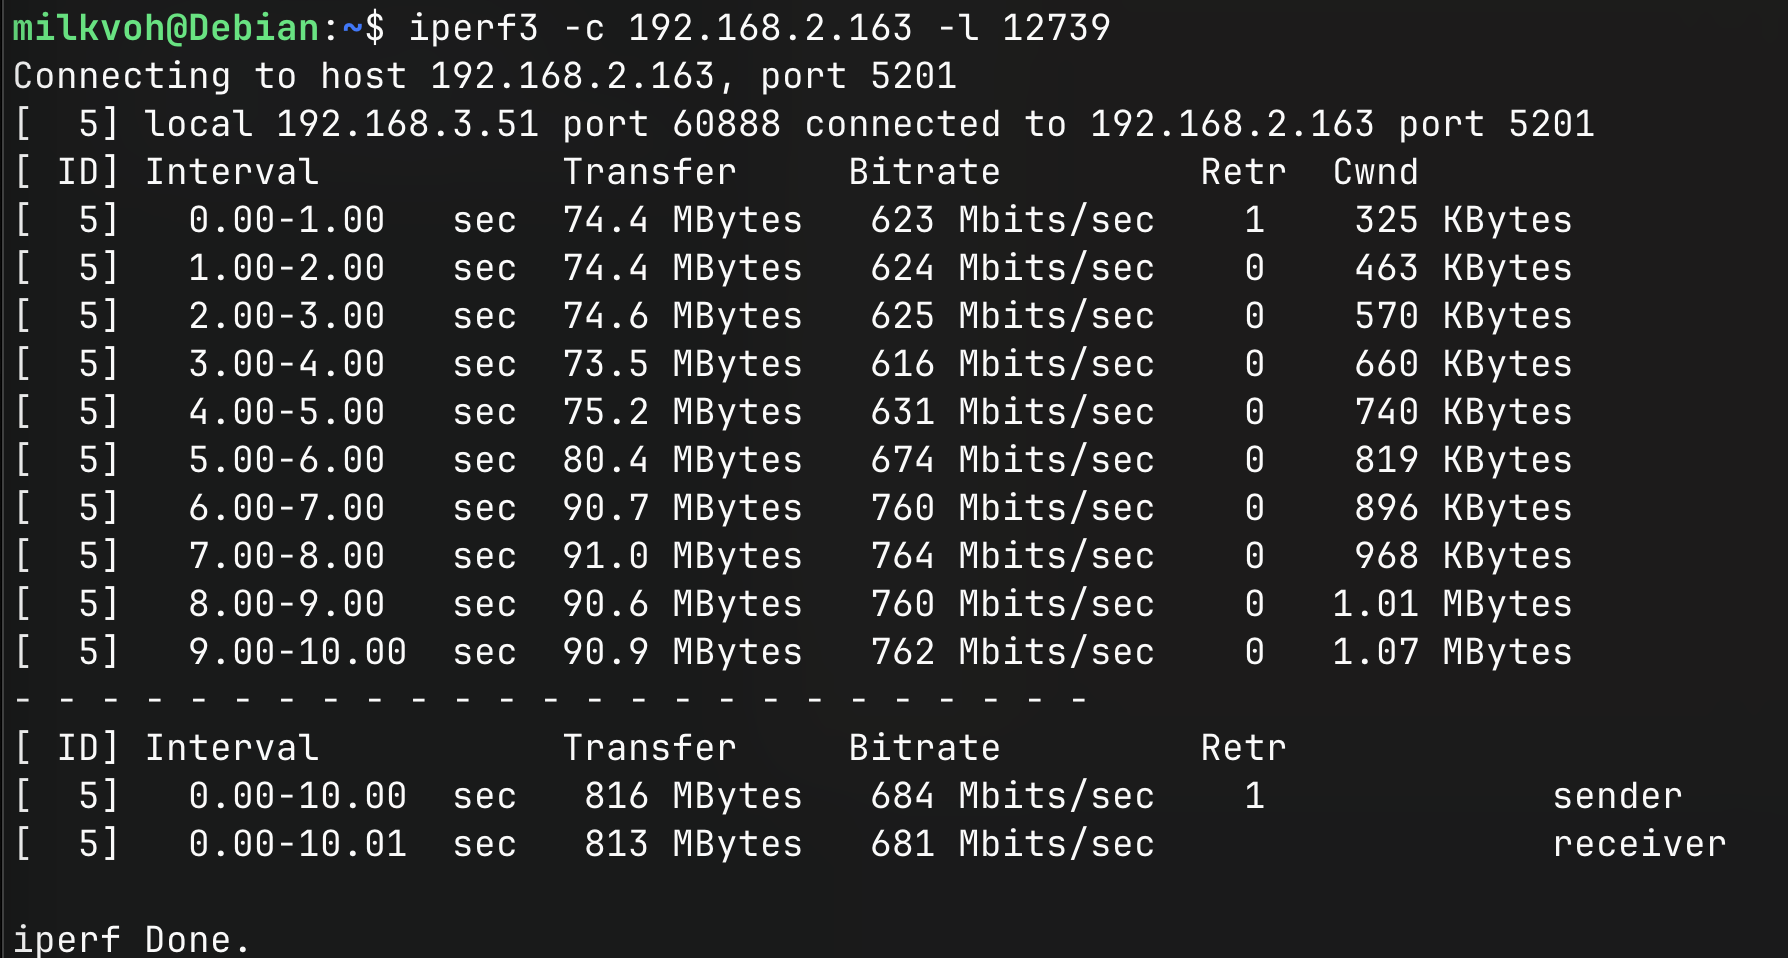 milkvoh@Debian:~$ iperf3 -c 192.168.2.163 -l 12739
Connecting to host 192.168.2.163, port 5201
[  5] local 192.168.3.51 port 60888 connected to 192.168.2.163 port 5201
[ ID] Interval           Transfer     Bitrate         Retr  Cwnd
[  5]   0.00-1.00   sec  74.4 MBytes   623 Mbits/sec    1    325 KBytes
[  5]   1.00-2.00   sec  74.4 MBytes   624 Mbits/sec    0    463 KBytes
[  5]   2.00-3.00   sec  74.6 MBytes   625 Mbits/sec    0    570 KBytes
[  5]   3.00-4.00   sec  73.5 MBytes   616 Mbits/sec    0    660 KBytes
[  5]   4.00-5.00   sec  75.2 MBytes   631 Mbits/sec    0    740 KBytes
[  5]   5.00-6.00   sec  80.4 MBytes   674 Mbits/sec    0    819 KBytes
[  5]   6.00-7.00   sec  90.7 MBytes   760 Mbits/sec    0    896 KBytes
[  5]   7.00-8.00   sec  91.0 MBytes   764 Mbits/sec    0    968 KBytes
[  5]   8.00-9.00   sec  90.6 MBytes   760 Mbits/sec    0   1.01 MBytes
[  5]   9.00-10.00  sec  90.9 MBytes   762 Mbits/sec    0   1.07 MBytes
- - - - - - - - - - - - - - - - - - - - - - - - -
[ ID] Interval           Transfer     Bitrate         Retr
[  5]   0.00-10.00  sec   816 MBytes   684 Mbits/sec    1             sender
[  5]   0.00-10.01  sec   813 MBytes   681 Mbits/sec                  receiver

iperf Done.